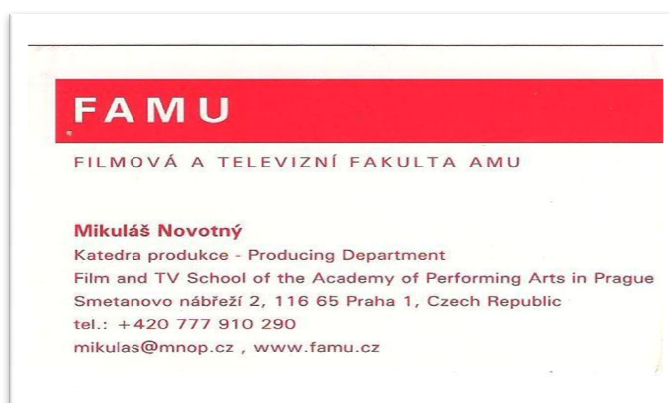 FAMU
FILMOVÁ A TELEVIZNÍ FAKULTA AMU
Mikuláš Novotný
Katedra produkce - Producing Department
Film and TV School of the Academy of Performing Arts in Prague
Smetanovo nábřeží 2, 116 65 Praha 1, Czech Republic
tel.: +420 777 910 290
mikulas@mnop.cz , www.famu.cz